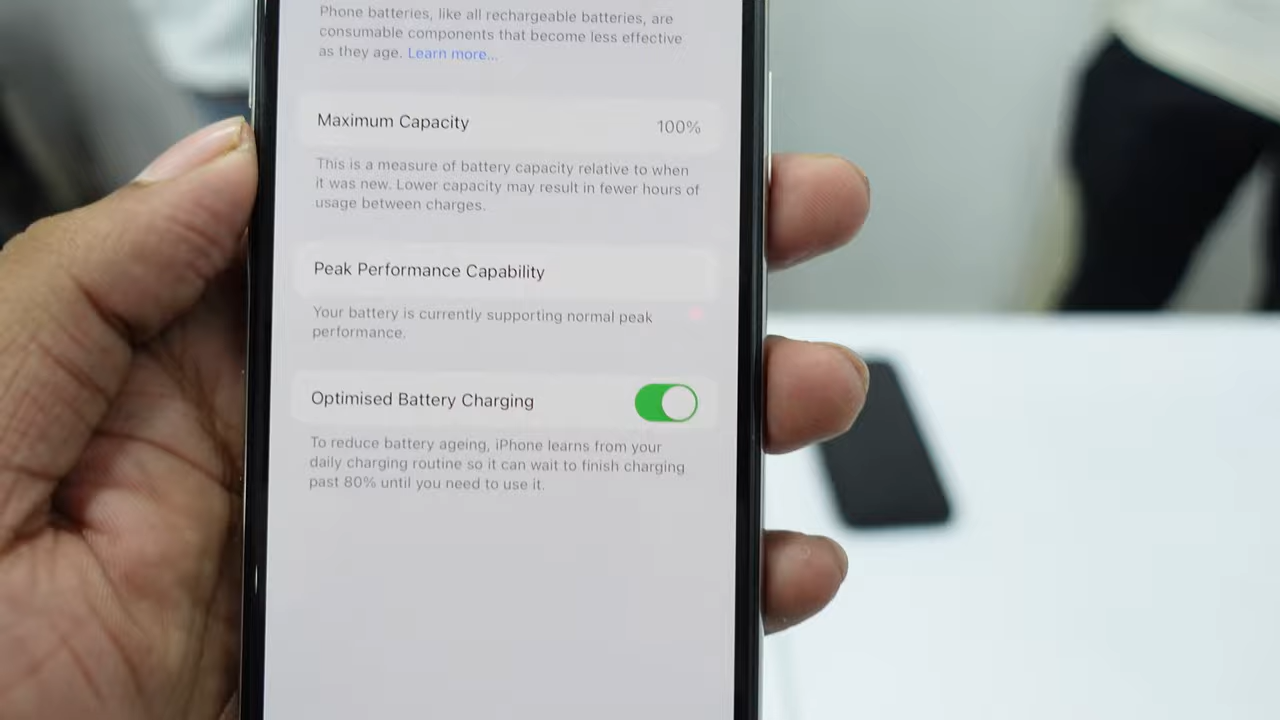 Phone batteries, like all rechargeable batteries, are
consumable components that become less effective
as they age. Learn more...
Maximum Capacity 100%
This is a measure of battery capacity relative to when
it was new. Lower capacity may result in fewer hours of
usage between charges.
Peak Performance Capability
Your battery is currently supporting normal peak
performance.
Optimised Battery Charging
To reduce battery ageing, iPhone learns from your
daily charging routine so it can wait to finish charging
past 80% until you need to use it.